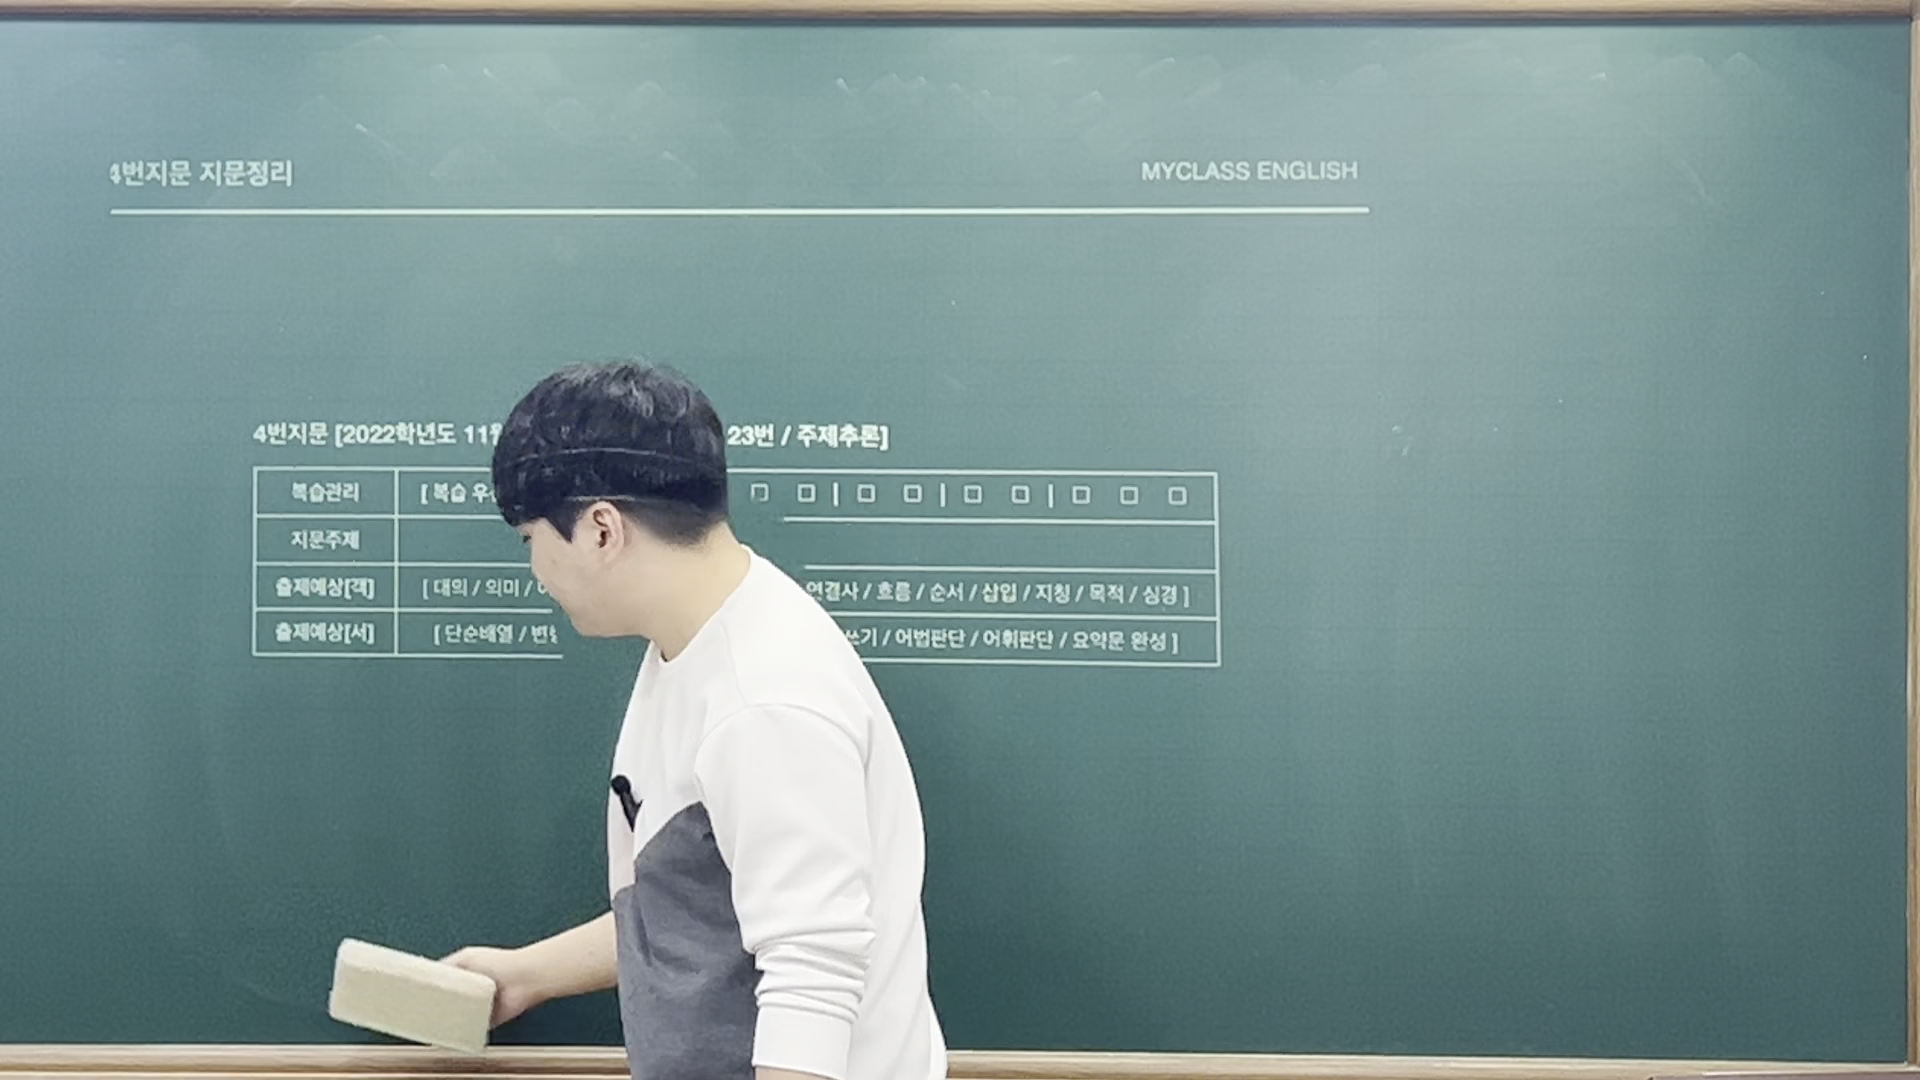 4번지문 지문정리
MYCLASS ENGLISH
4번지문 [2022학년도 11 23번 / 주제추론]
복습관리 [ 복습 □ □ | □ □ | □ □ | □ □ □
지문주제
출제예상[객] [ 대의 / 의미 / 연결사 / 흐름 / 순서 / 삽입 / 지칭 / 목적 / 심경 ]
출제예상[서] [ 단순배열 / 쓰기 / 어법판단 / 어휘판단 / 요약문 완성 ]